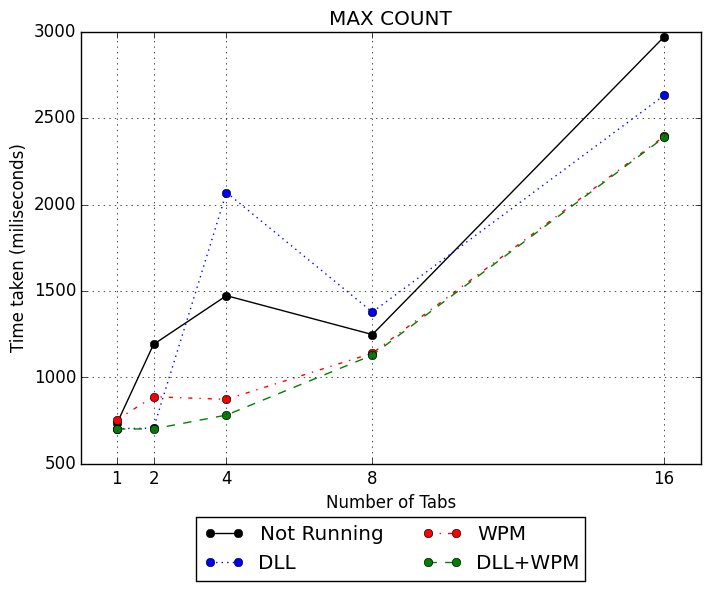 MAX COUNT
3000
2500
2000
1500
1000
500
Time taken (miliseconds)
1 2 4 8 16
Number of Tabs
Not Running WPM
DLL DLL+WPM